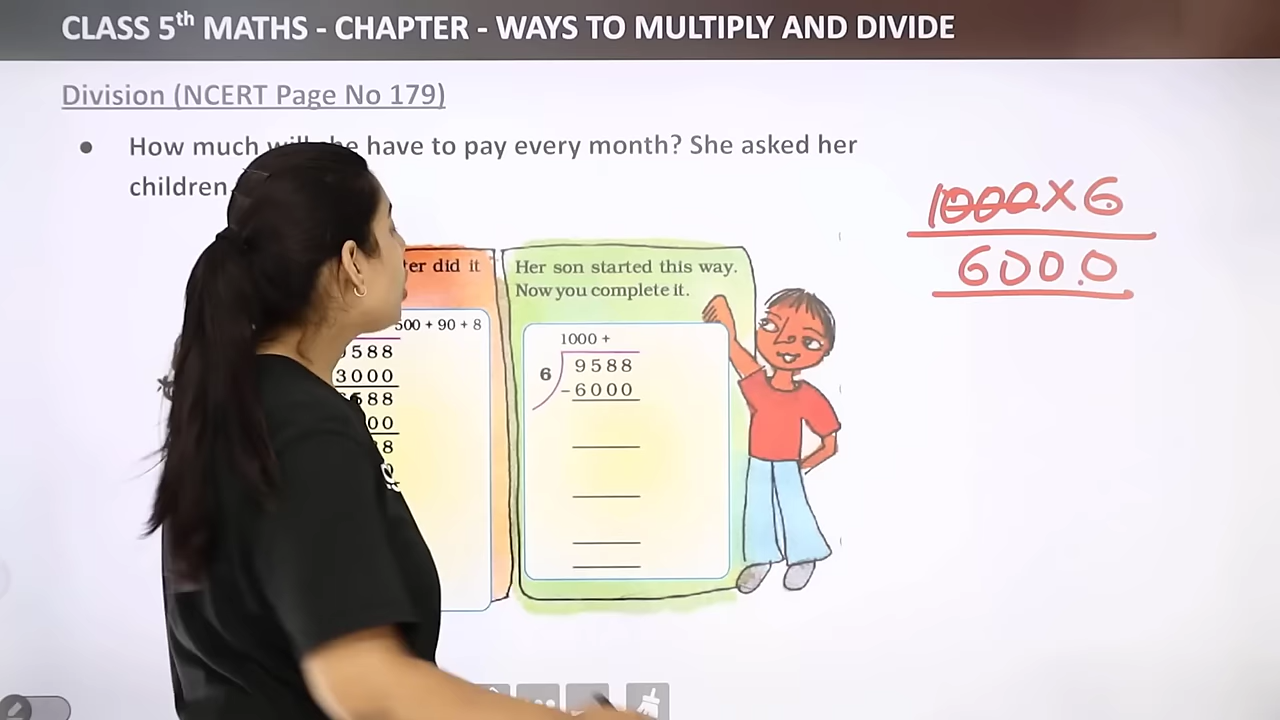 CLASS 5th MATHS - CHAPTER - WAYS TO MULTIPLY AND DIVIDE
Division (NCERT Page No 179)
● How much will she have to pay every month? She asked her
children
did it
500 + 90 + 8
588
3000
588
00
8
Her son started this way.
Now you complete it.
1000 +
6 9588
-6000
1000×6
6000